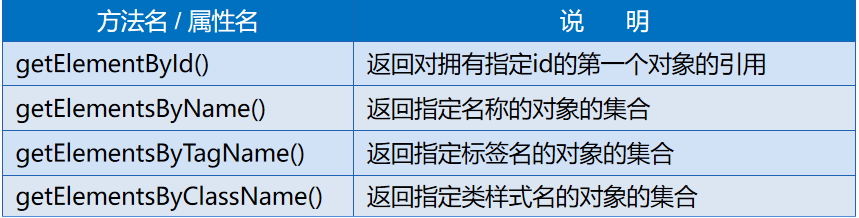 方法名 / 属性名 说 明
getElementById() 返回对拥有指定id的第一个对象的引用
getElementsByName() 返回指定名称的对象的集合
getElementsByTagName() 返回指定标签名的对象的集合
getElementsByClassName() 返回指定类样式名的对象的集合